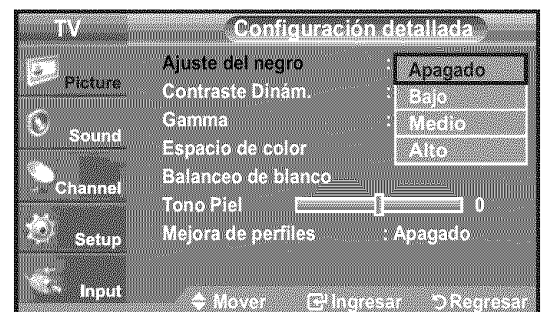 TV
Configuración detallada
Picture
Sound
Channel
Setup
Input
Ajuste del negro :
Contraste Dinám. :
Gamma :
Espacio de color
Balanceo de blanco
Tono Piel 0
Mejora de perfiles : Apagado
Apagado
Bajo
Medio
Alto
Mover Ingresar Regresar